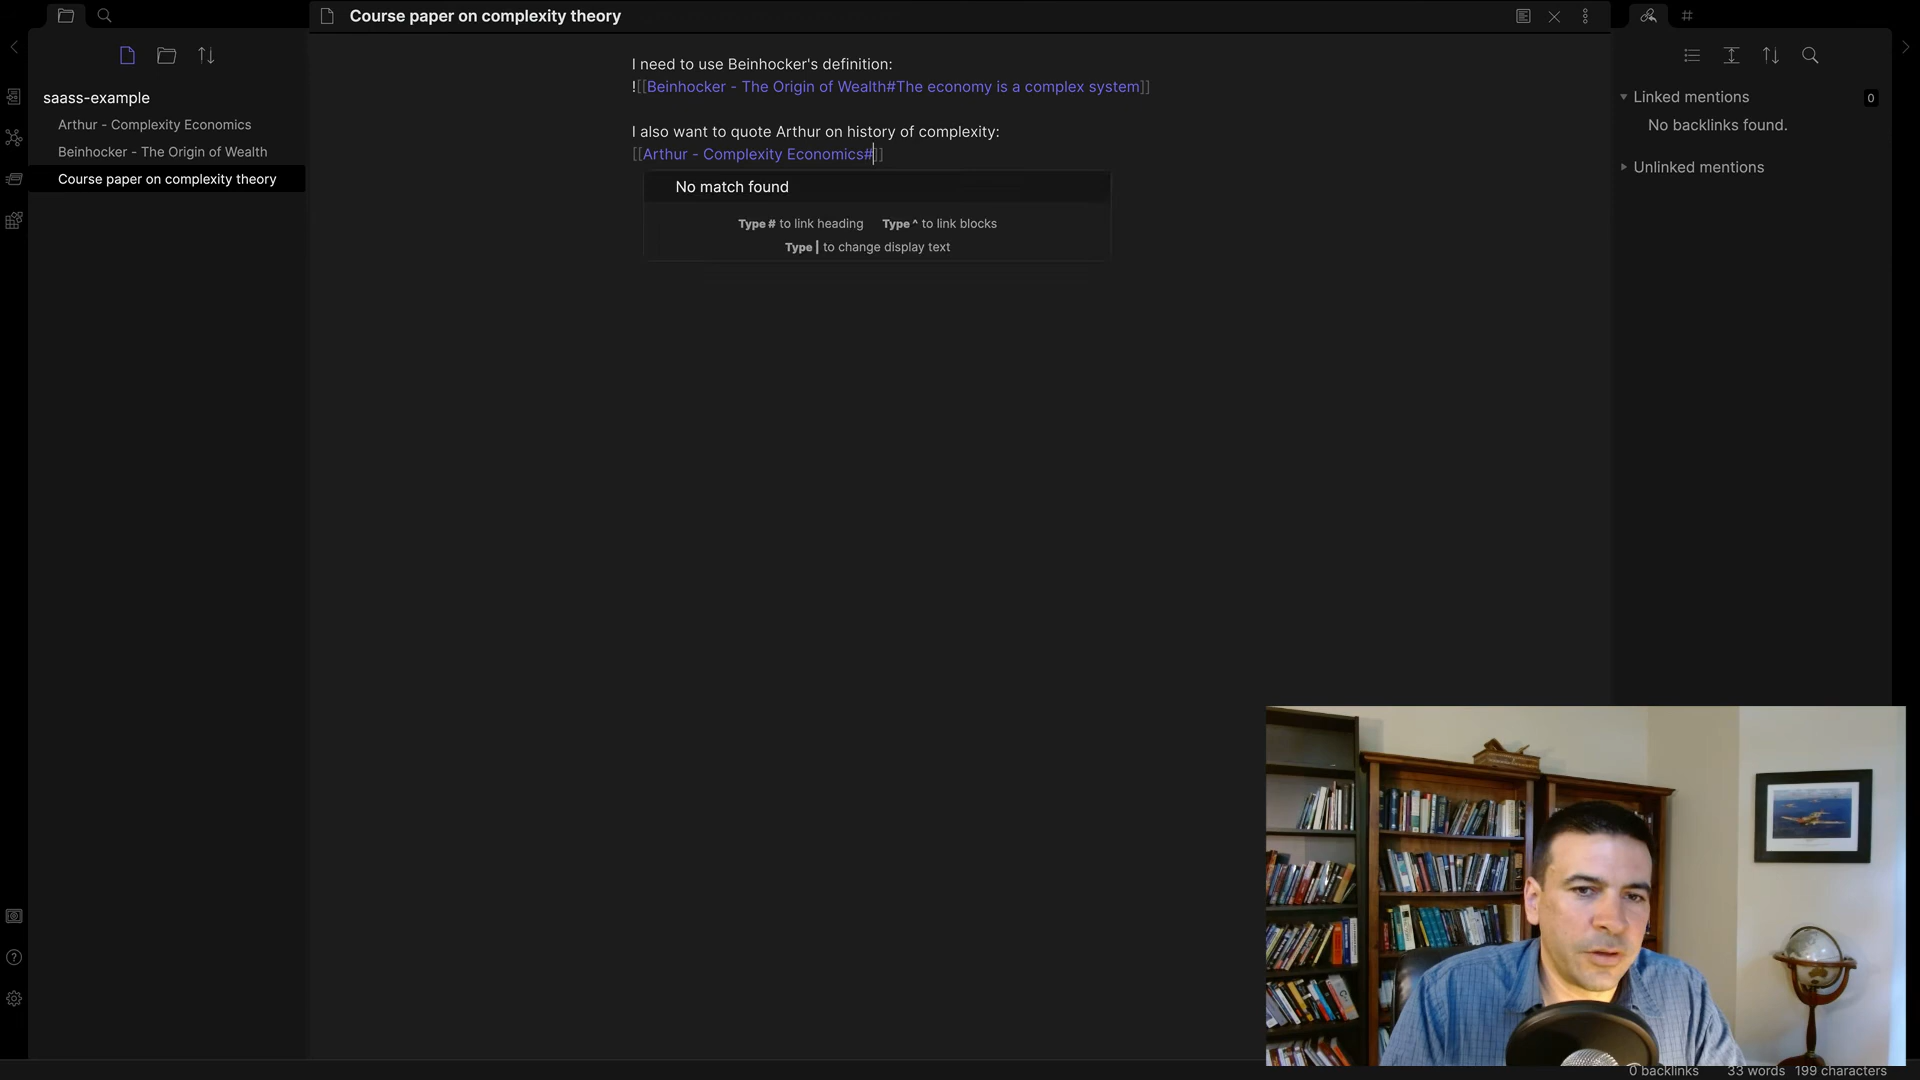 Course paper on complexity theory
saass-example
Arthur - Complexity Economics
Beinhocker - The Origin of Wealth
Course paper on complexity theory
I need to use Beinhocker's definition:
![[Beinhocker - The Origin of Wealth#The economy is a complex system]]
I also want to quote Arthur on history of complexity:
[[Arthur - Complexity Economics#]]
No match found
Type # to link heading Type ^ to link blocks
Type | to change display text
Linked mentions 0
No backlinks found.
Unlinked mentions
0 backlinks 33 words 199 characters